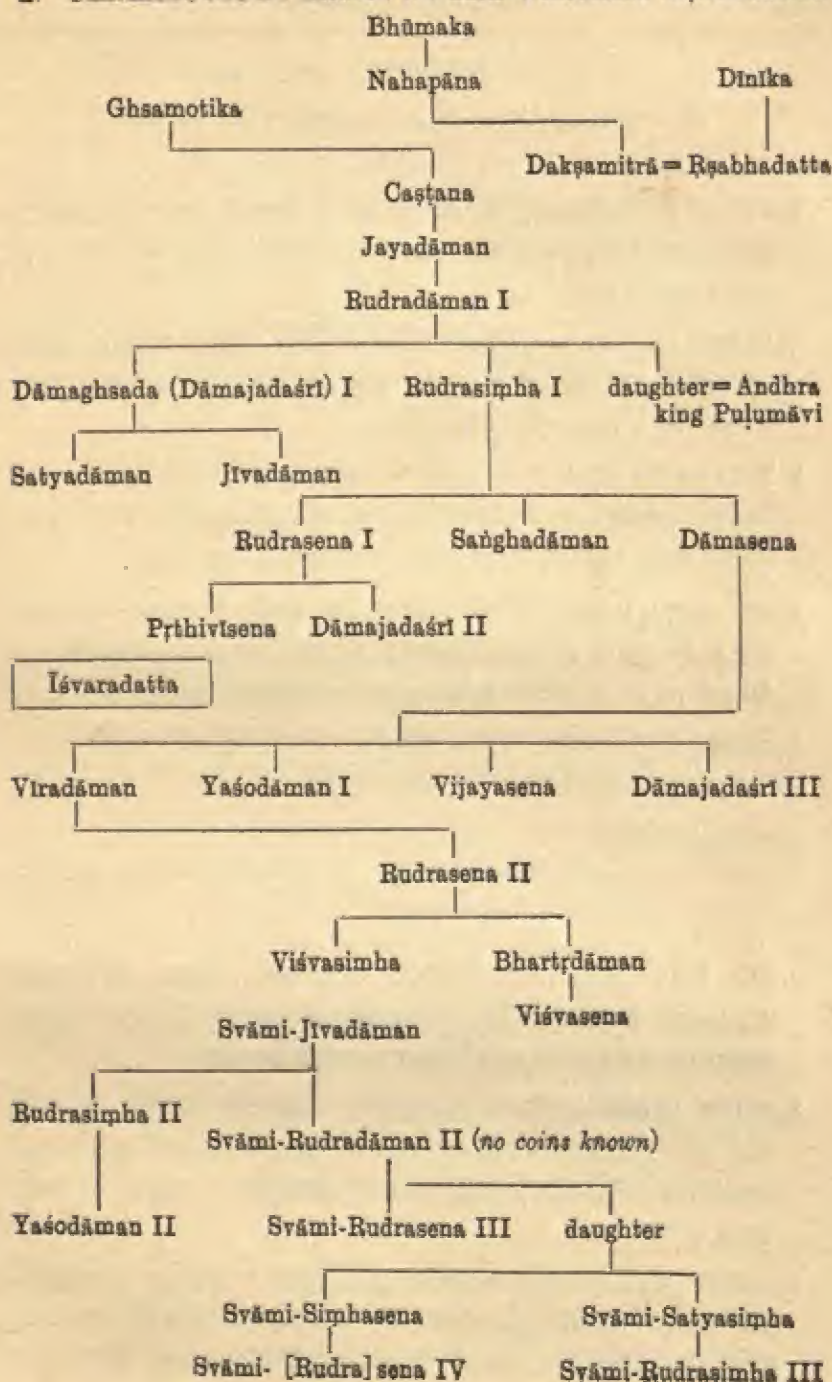 Bhūmaka
Nahapāna Dīnīka
Ghsamotika
Dakṣamitrā = Ṛṣabhadatta
Caṣṭana
Jayadāman
Rudradāman I
Dāmaghsada (Dāmajadaśrī) I Rudrasiṃha I daughter = Andhra
king Puḷumāvi
Satyadāman Jīvadāman
Rudrasena I Saṅghadāman Dāmasena
Pṛthivīsena Dāmajadaśrī II
Īśvaradatta
Vīradāman Yaśodāman I Vijayasena Dāmajadaśrī III
Rudrasena II
Viśvasimha Bhartṛdāman
Viśvasena
Svāmi-Jīvadāman
Rudrasiṃha II
Svāmi-Rudradāman II (no coins known)
Yaśodāman II Svāmi-Rudrasena III daughter
Svāmi-Siṃhasena Svāmi-Satyasiṃha
Svāmi- [Rudra] sena IV Svāmi-Rudrasiṃha III